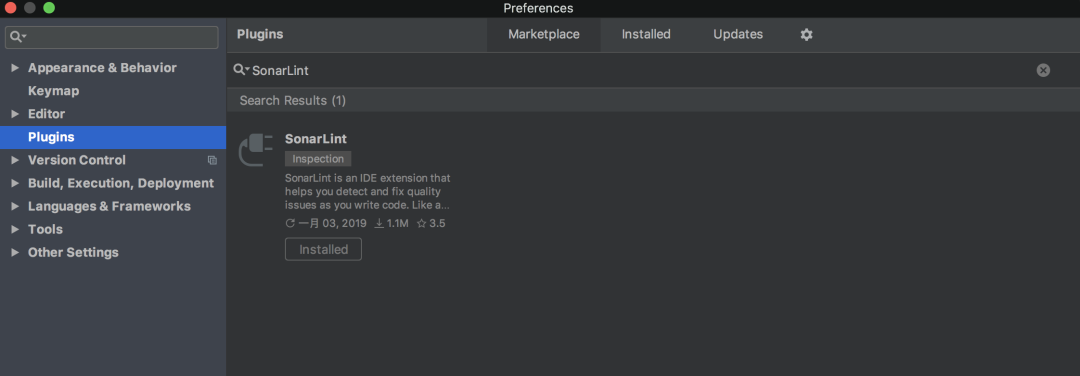 Preferences
Plugins
Marketplace
Installed
Updates
Appearance & Behavior
Keymap
Editor
Plugins
Version Control
Build, Execution, Deployment
Languages & Frameworks
Tools
Other Settings
SonarLint
Search Results (1)
SonarLint
Inspection
SonarLint is an IDE extension that
helps you detect and fix quality
issues as you write code. Like a...
一月 03, 2019 1.1M 3.5
Installed